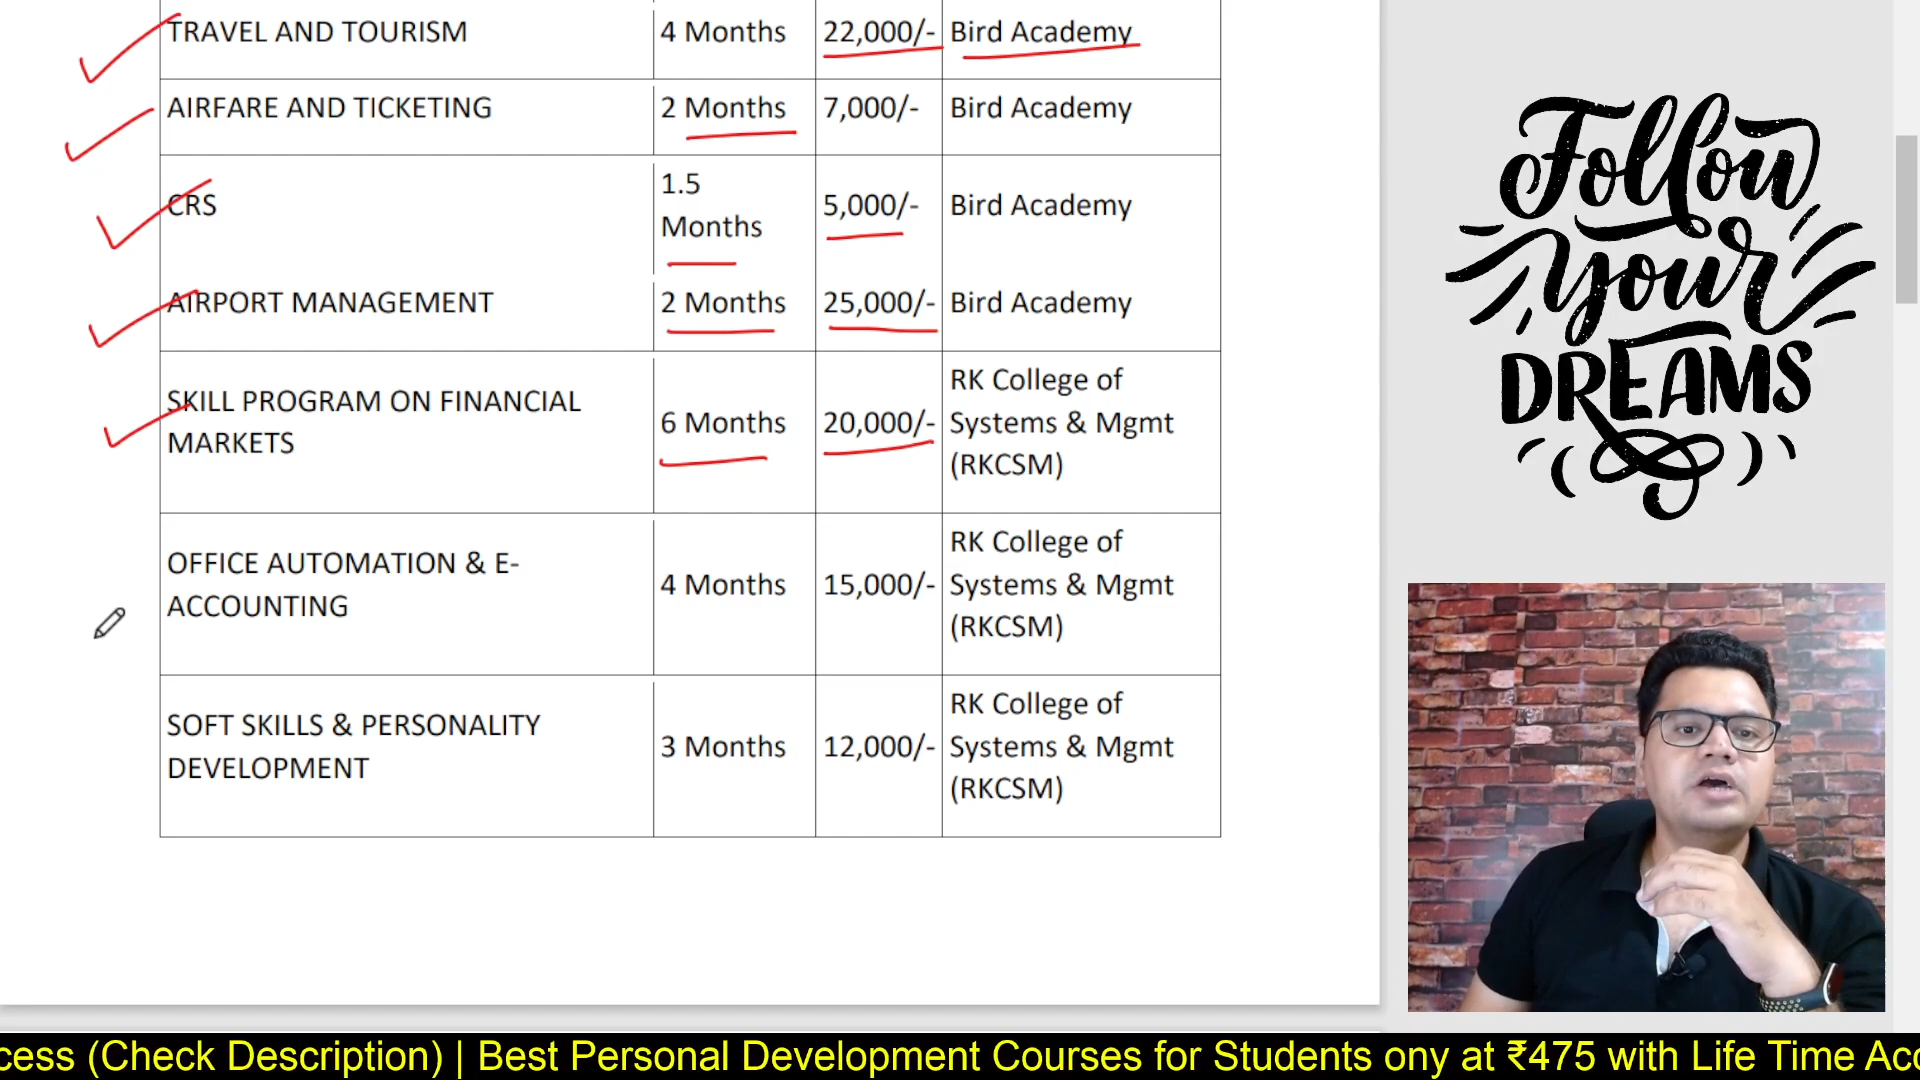 TRAVEL AND TOURISM 4 Months 22,000/- Bird Academy
AIRFARE AND TICKETING 2 Months 7,000/- Bird Academy
CRS 1.5 Months 5,000/- Bird Academy
AIRPORT MANAGEMENT 2 Months 25,000/- Bird Academy
SKILL PROGRAM ON FINANCIAL
MARKETS
6 Months 20,000/-
RK College of
Systems & Mgmt
(RKCSM)
OFFICE AUTOMATION & E-
ACCOUNTING
4 Months 15,000/-
RK College of
Systems & Mgmt
(RKCSM)
SOFT SKILLS & PERSONALITY
DEVELOPMENT
3 Months 12,000/-
RK College of
Systems & Mgmt
(RKCSM)
Follow
Your
DREAMS
cess (Check Description) | Best Personal Development Courses for Students ony at ₹475 with Life Time Acc